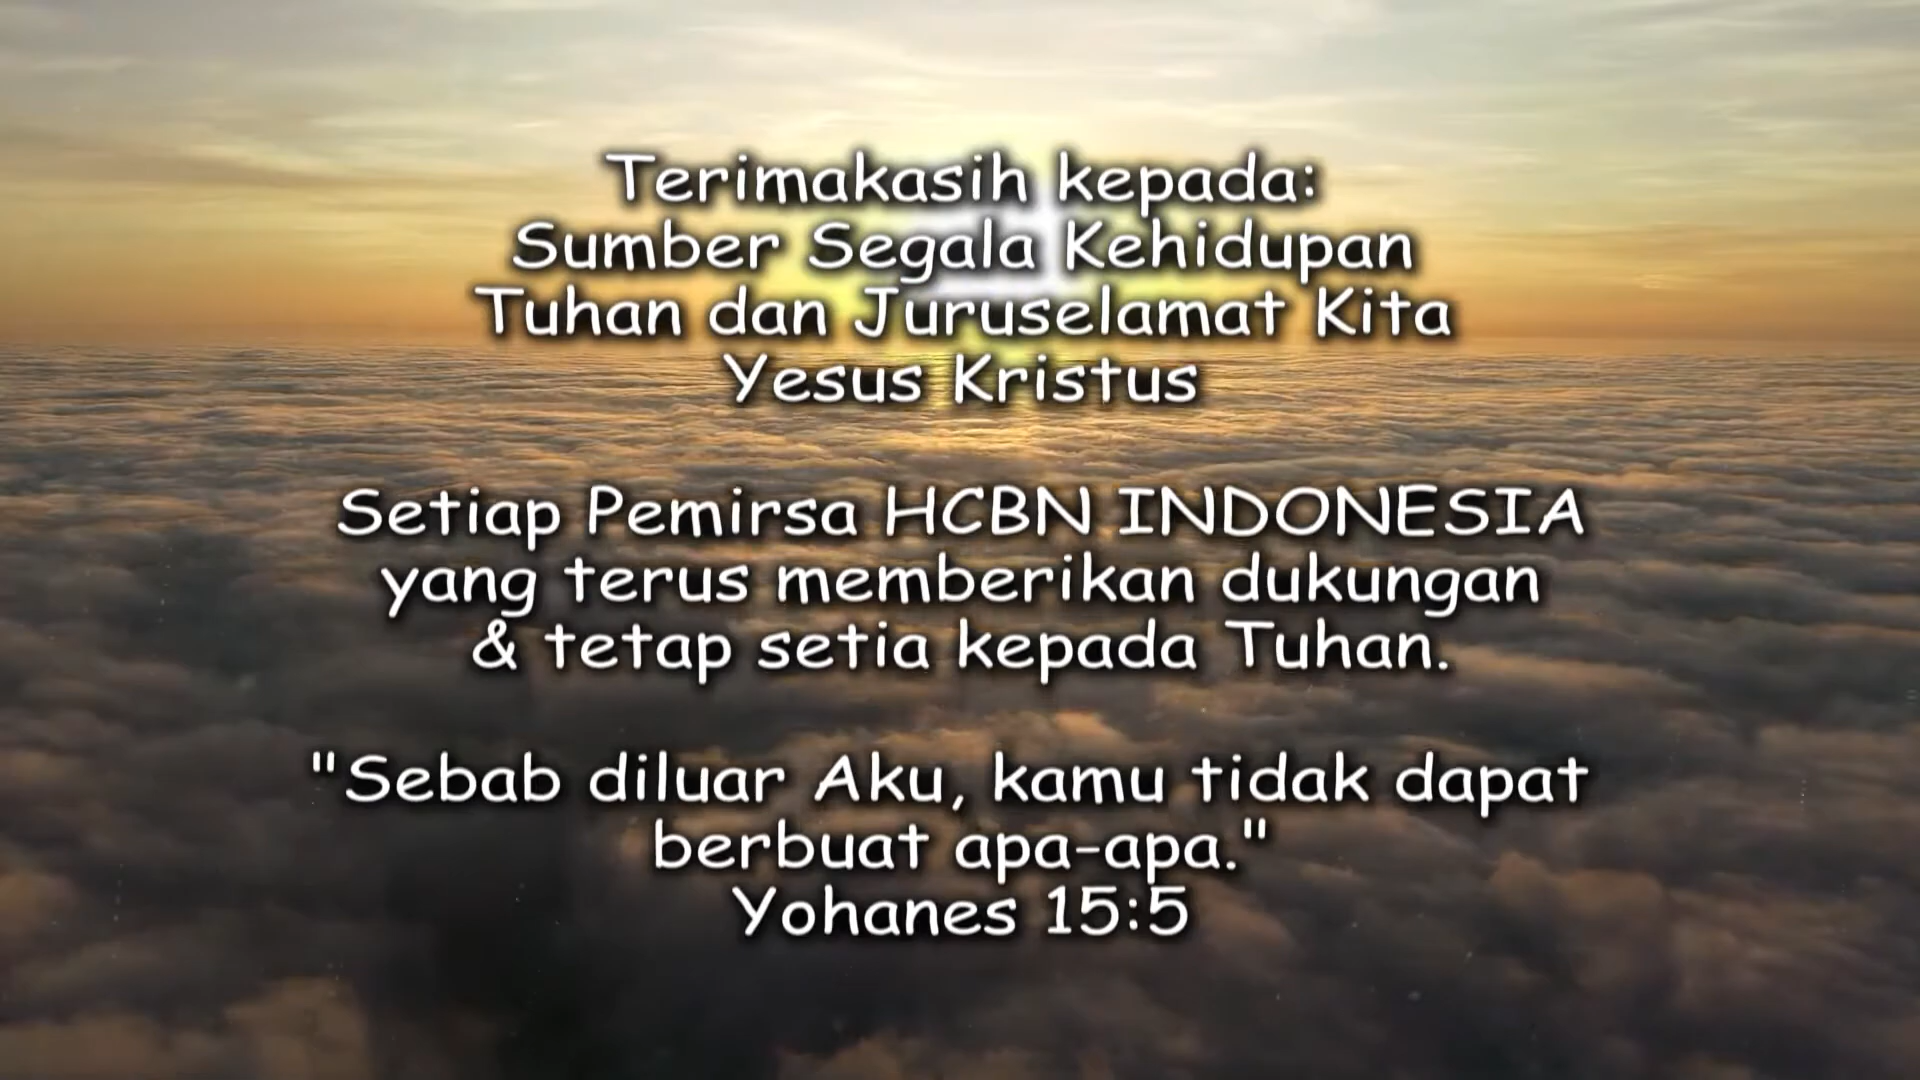 Terimakasih kepada:
Sumber Segala Kehidupan
Tuhan dan Juruselamat Kita
Yesus Kristus
Setiap Pemirsa HCBN INDONESIA
yang terus memberikan dukungan
& tetap setia kepada Tuhan.
"Sebab diluar Aku, kamu tidak dapat
berbuat apa-apa."
Yohanes 15:5